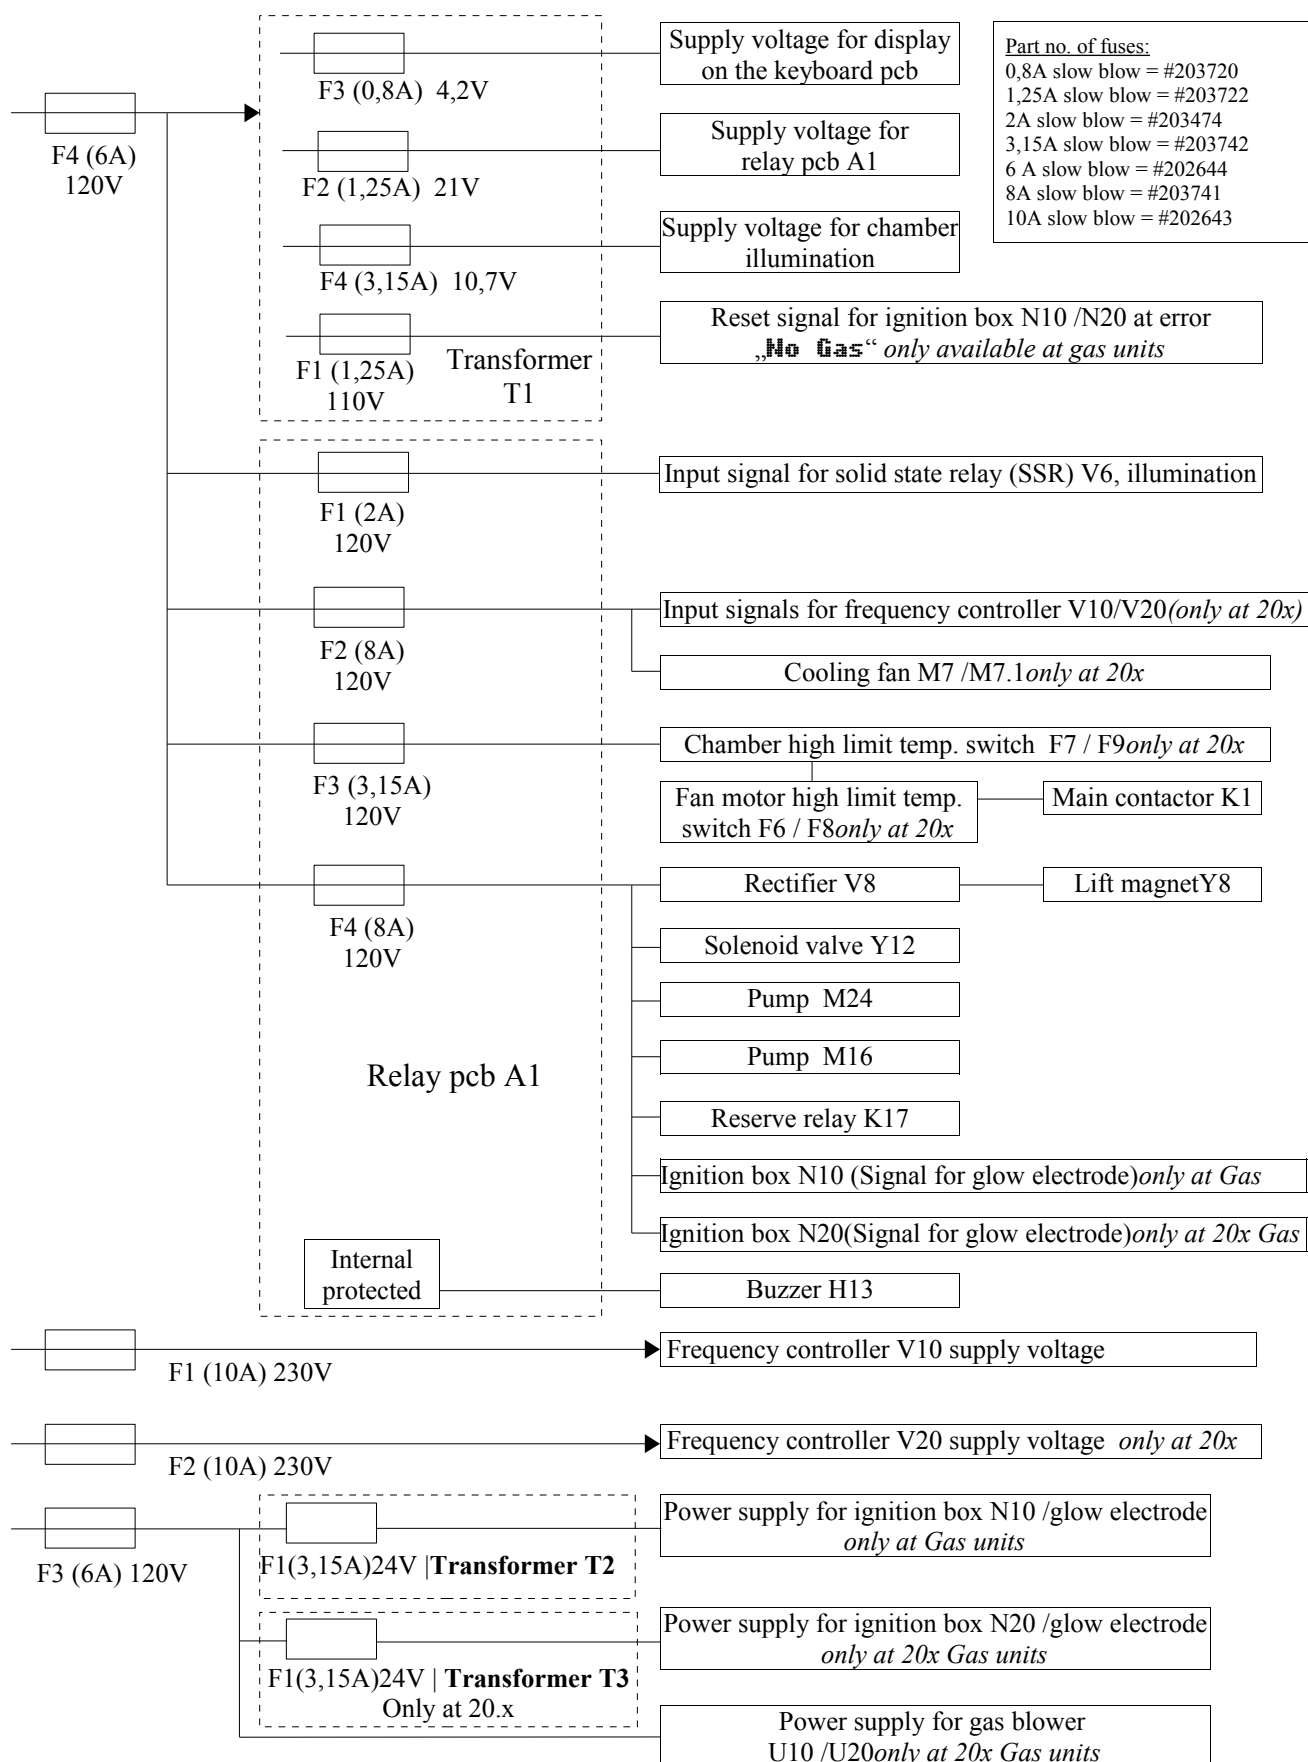 F4 (6A)
120V
F3 (0,8A)  4,2V
Supply voltage for display
on the keyboard pcb
Part no. of fuses:
0,8A slow blow = #203720
1,25A slow blow = #203722
2A slow blow = #203474
3,15A slow blow = #203742
6 A slow blow = #202644
8A slow blow = #203741
10A slow blow = #202643
F2 (1,25A)  21V
Supply voltage for
relay pcb A1
F4 (3,15A)  10,7V
Supply voltage for chamber
illumination
F1 (1,25A)
110V
Transformer
T1
Reset signal for ignition box N10 /N20 at error
„No Gas“ only available at gas units
F1 (2A)
120V
Input signal for solid state relay (SSR) V6, illumination
F2 (8A)
120V
Input signals for frequency controller V10/V20(only at 20x)
Cooling fan M7 /M7.1only at 20x
F3 (3,15A)
120V
Chamber high limit temp. switch  F7 / F9only at 20x
Fan motor high limit temp.
switch F6 / F8only at 20x
Main contactor K1
F4 (8A)
120V
Rectifier V8
Lift magnetY8
Solenoid valve Y12
Pump  M24
Pump  M16
Relay pcb A1
Reserve relay K17
Ignition box N10 (Signal for glow electrode)only at Gas
Ignition box N20(Signal for glow electrode)only at 20x Gas
Internal
protected
Buzzer H13
F1 (10A) 230V
Frequency controller V10 supply voltage
F2 (10A) 230V
Frequency controller V20 supply voltage  only at 20x
F3 (6A) 120V
F1(3,15A)24V |Transformer T2
Power supply for ignition box N10 /glow electrode
only at Gas units
F1(3,15A)24V | Transformer T3
Only at 20.x
Power supply for ignition box N20 /glow electrode
only at 20x Gas units
Power supply for gas blower
U10 /U20only at 20x Gas units